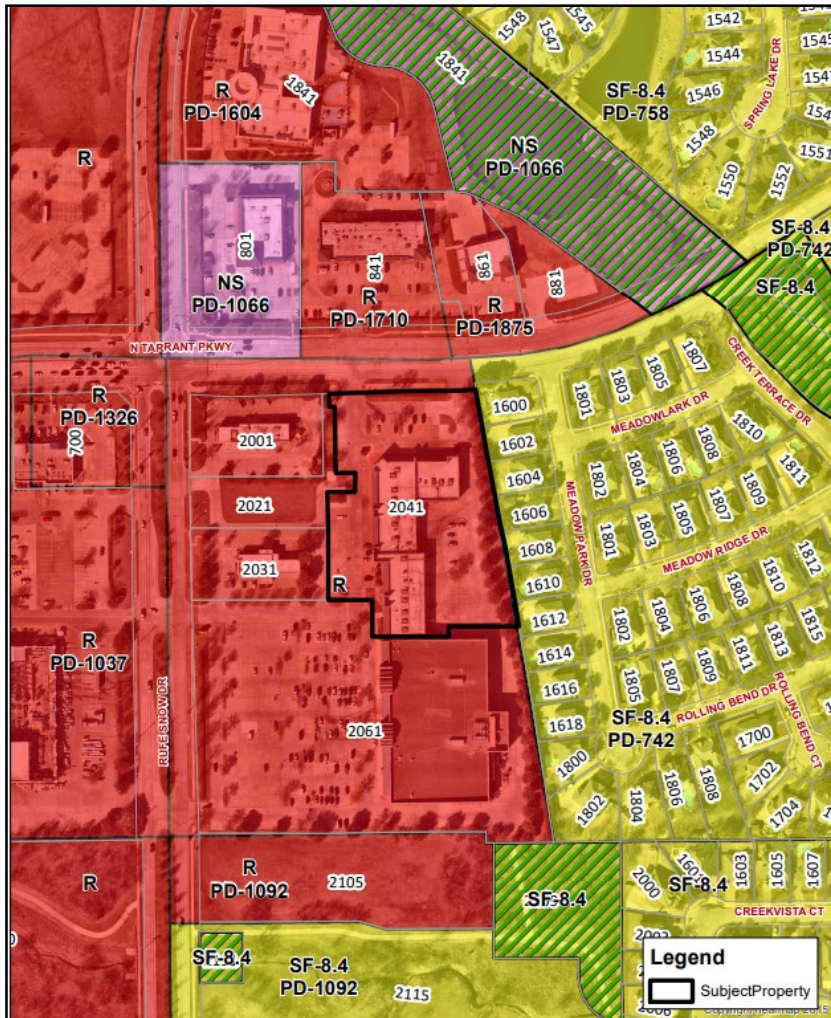 1548
1547
1545
1542
1544
1545
1546
1548
1550
1552
1551
SPRING LAKE DR
SF-8.4
PD-758
1841
R
PD-1604
1841
R
NS
PD-1066
801
NS
PD-1066
841
R
PD-1710
861
881
R
PD-1875
SF-8.4
PD-742
SF-8.4
N TARRANT PKWY
R
PD-1326
700
2001
2021
2031
2041
R
1600
1602
1604
1606
1608
1610
1612
1614
1616
1618
1800
1802
1804
1806
1808
1801
1803
1805
1807
MEADOWLARK DR
CREEK TERRACE DR
1802
1804
1806
1808
1810
1811
MEADOW PARK DR
1801
1803
1805
1807
1809
MEADOW RIDGE DR
1812
1802
1804
1806
1808
1810
1815
1805
1807
1809
1811
1813
SF-8.4
PD-742
ROLLING BEND DR
ROLLING BEND CT
1700
1702
1704
R
PD-1037
RUFE SNOW DR
2061
R
R
PD-1092
2105
SF-8.4
2000
SF-8.4
1603
1605
1607
CREEKVISTA CT
SF-8.4
SF-8.4
PD-1092
2115
Legend
SubjectProperty